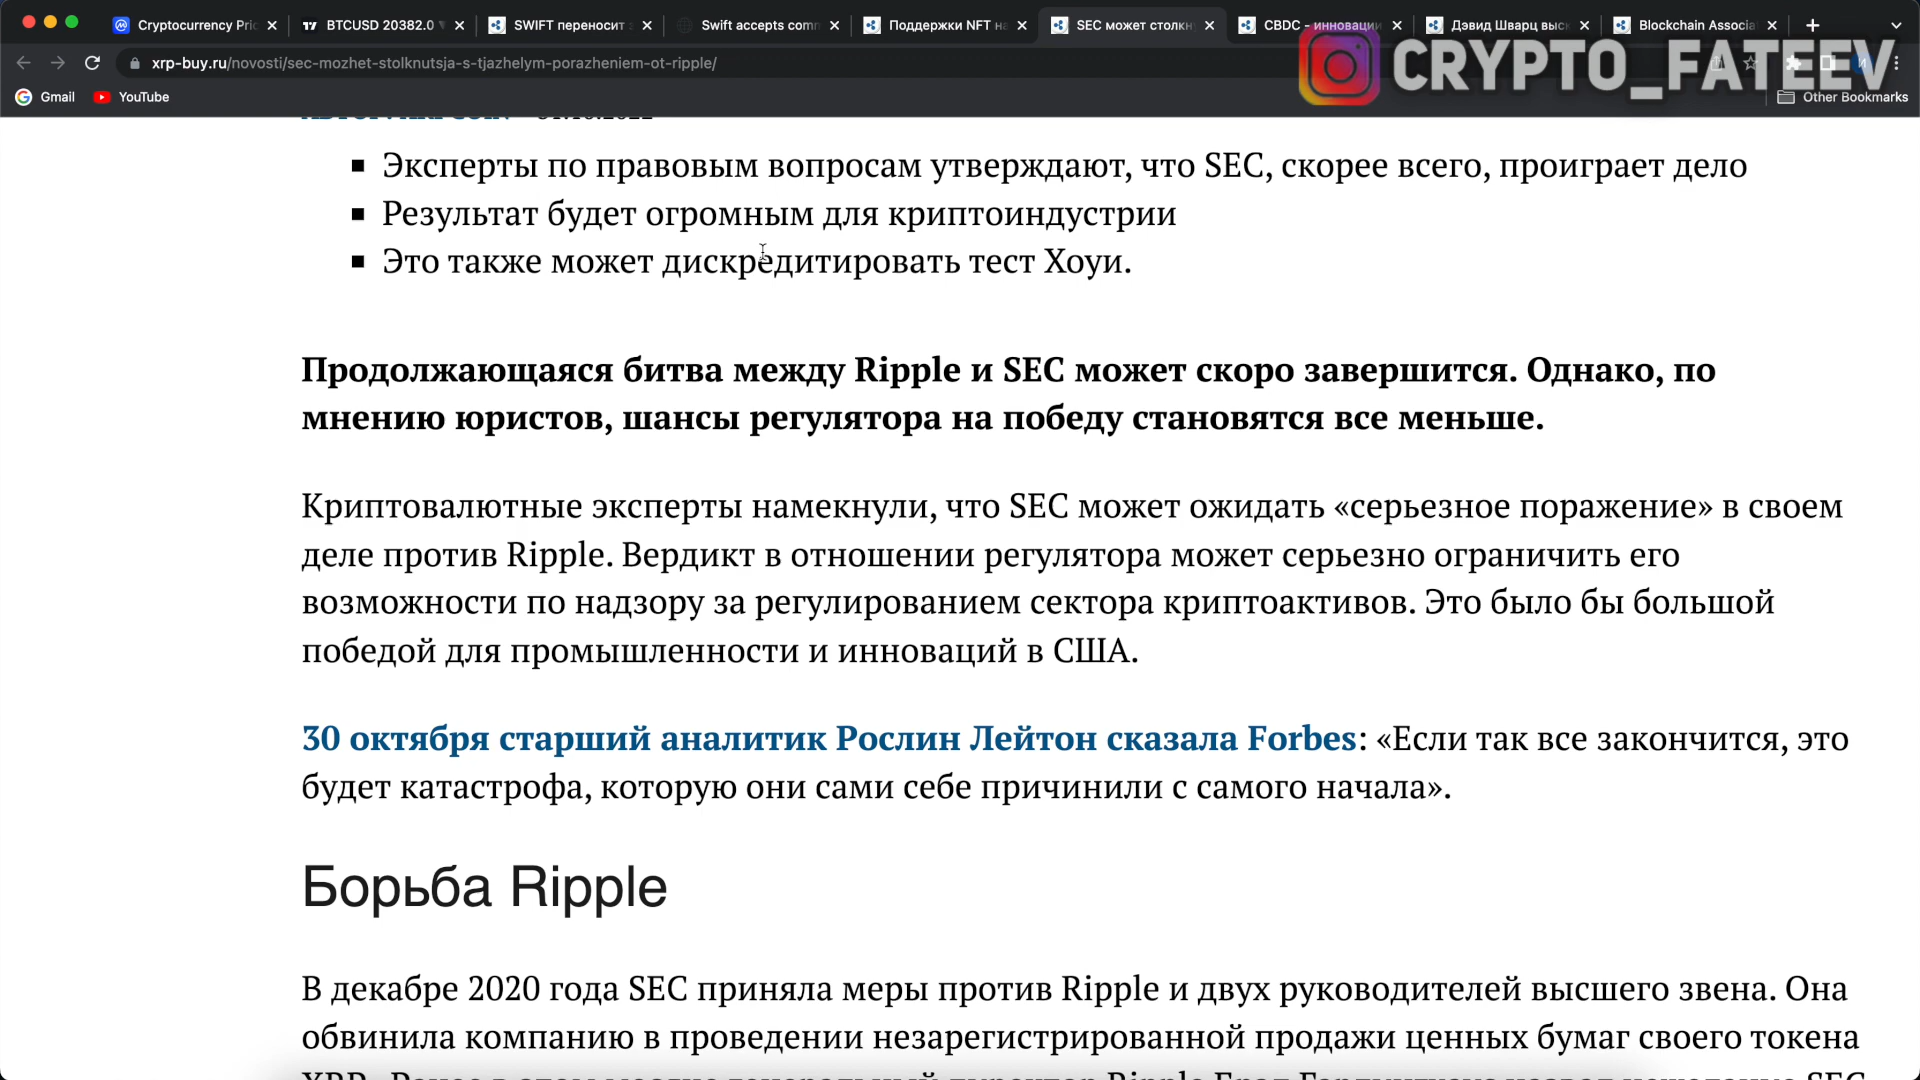 Cryptocurrency Pric
BTCUSD 20382.0
SWIFT переносит
Swift accepts com
Поддержки NFT на
SEC может столкн
CBDC – инновации
Дэвид Шварц выс
Blockchain Associa
xrp-buy.ru/novosti/sec-mozhet-stolknutsja-s-tjazhelym-porazheniem-ot-ripple/
CRYPTO_FATEEV
Gmail
YouTube
Other Bookmarks
Эксперты по правовым вопросам утверждают, что SEC, скорее всего, проиграет дело
Результат будет огромным для криптоиндустрии
Это также может дискредитировать тест Хоуи.
Продолжающаяся битва между Ripple и SEC может скоро завершится. Однако, по
мнению юристов, шансы регулятора на победу становятся все меньше.
Криптовалютные эксперты намекнули, что SEC может ожидать «серьезное поражение» в своем
деле против Ripple. Вердикт в отношении регулятора может серьезно ограничить его
возможности по надзору за регулированием сектора криптоактивов. Это было бы большой
победой для промышленности и инноваций в США.
30 октября старший аналитик Рослин Лейтон сказала Forbes: «Если так все закончится, это
будет катастрофа, которую они сами себе причинили с самого начала».
Борьба Ripple
В декабре 2020 года SEC приняла меры против Ripple и двух руководителей высшего звена. Она
обвинила компанию в проведении незарегистрированной продажи ценных бумаг своего токена